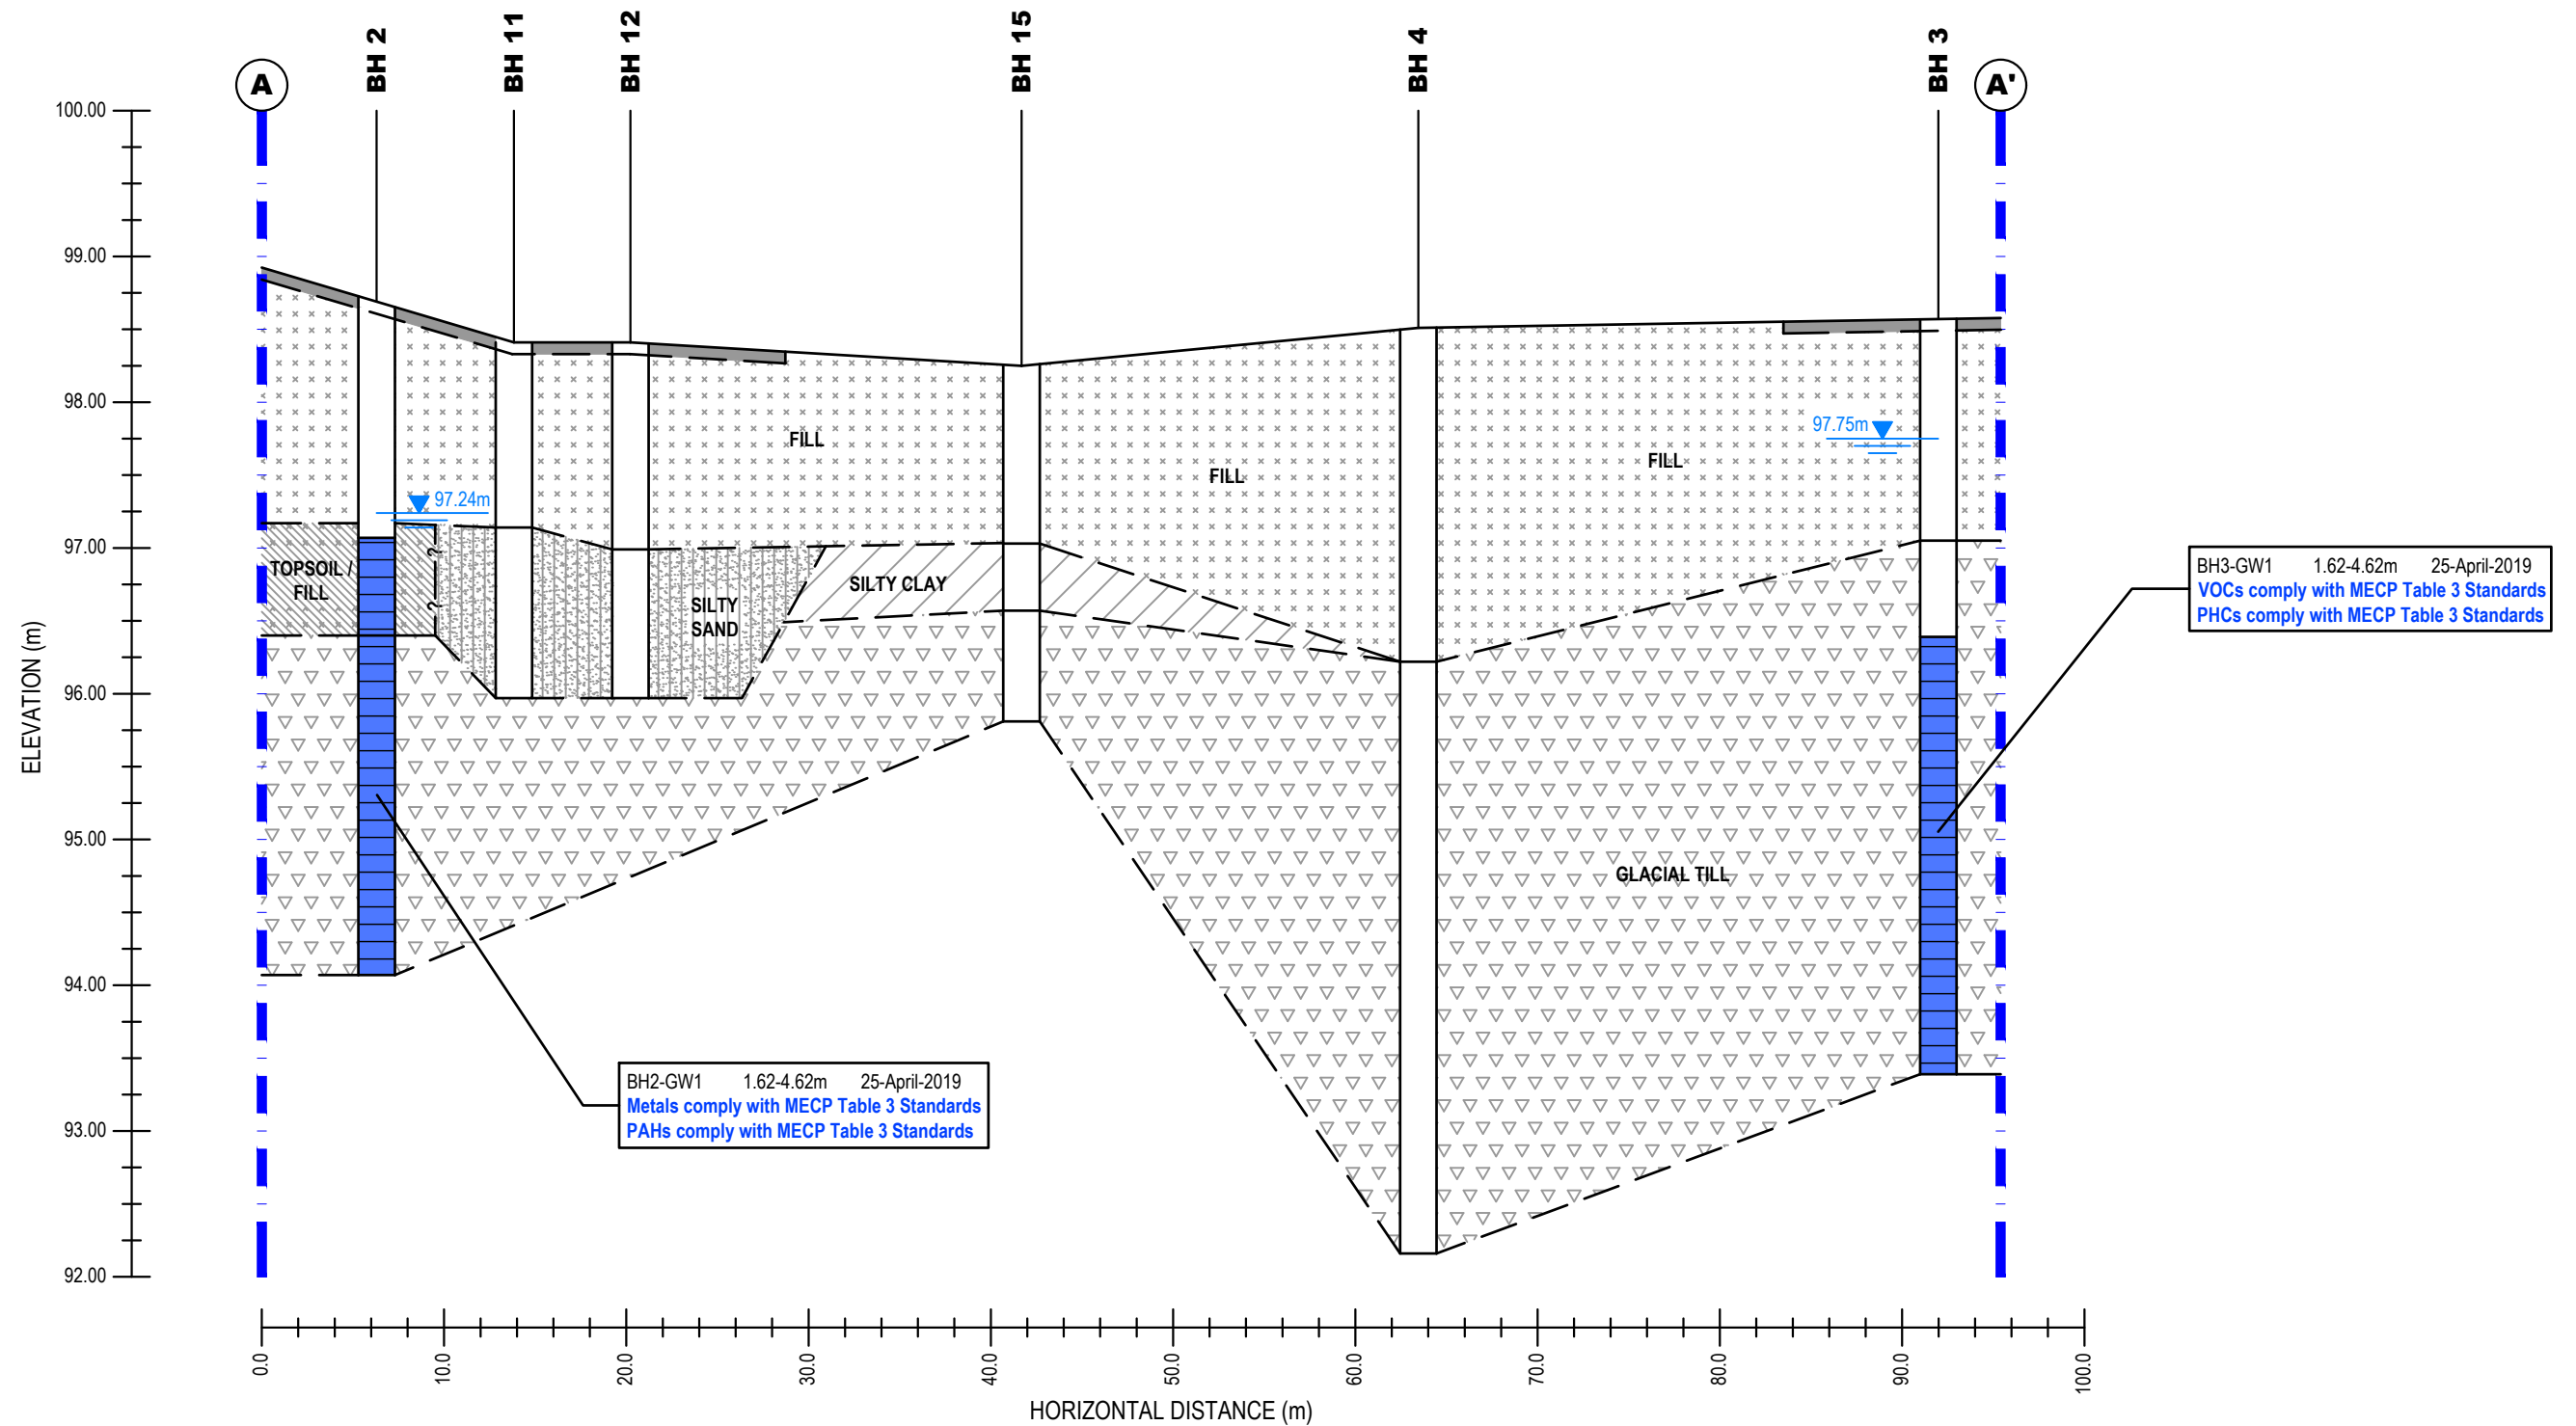 BH 2
BH 11
BH 12
BH 15
BH 4
BH 3
A
A'
100.00
99.00
98.00
97.00
96.00
95.00
94.00
93.00
92.00
ELEVATION (m)
FILL
FILL
FILL
97.75m
97.24m
TOPSOIL /
FILL
?
?
SILTY
SAND
SILTY CLAY
GLACIAL TILL
BH3-GW1 1.62-4.62m 25-April-2019
VOCs comply with MECP Table 3 Standards
PHCs comply with MECP Table 3 Standards
BH2-GW1 1.62-4.62m 25-April-2019
Metals comply with MECP Table 3 Standards
PAHs comply with MECP Table 3 Standards
0.0
10.0
20.0
30.0
40.0
50.0
60.0
70.0
80.0
90.0
100.0
HORIZONTAL DISTANCE (m)